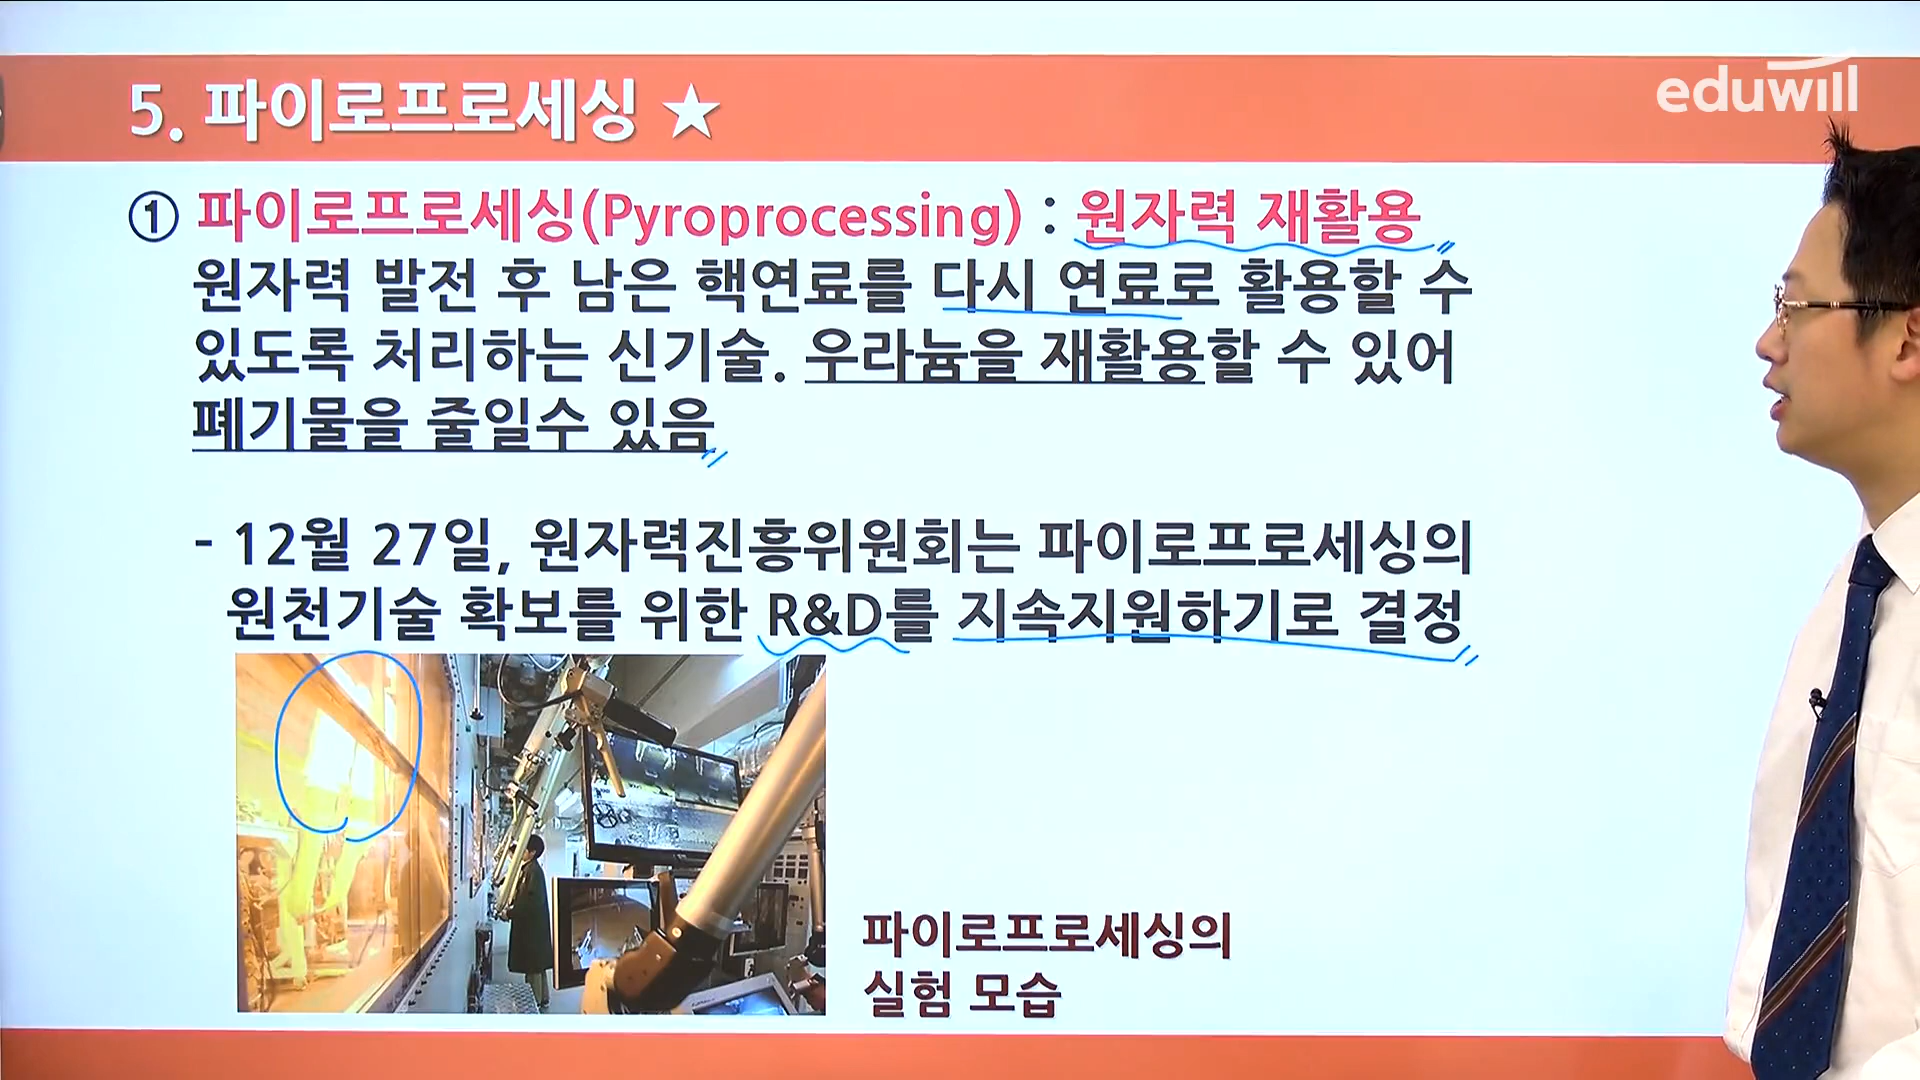 eduwill
5. 파이로프로세싱 ★
① 파이로프로세싱(Pyroprocessing) : 원자력 재활용
원자력 발전 후 남은 핵연료를 다시 연료로 활용할 수
있도록 처리하는 신기술. 우라늄을 재활용할 수 있어
폐기물을 줄일수 있음
- 12월 27일, 원자력진흥위원회는 파이로프로세싱의
원천기술 확보를 위한 R&D를 지속지원하기로 결정
파이로프로세싱의
실험 모습